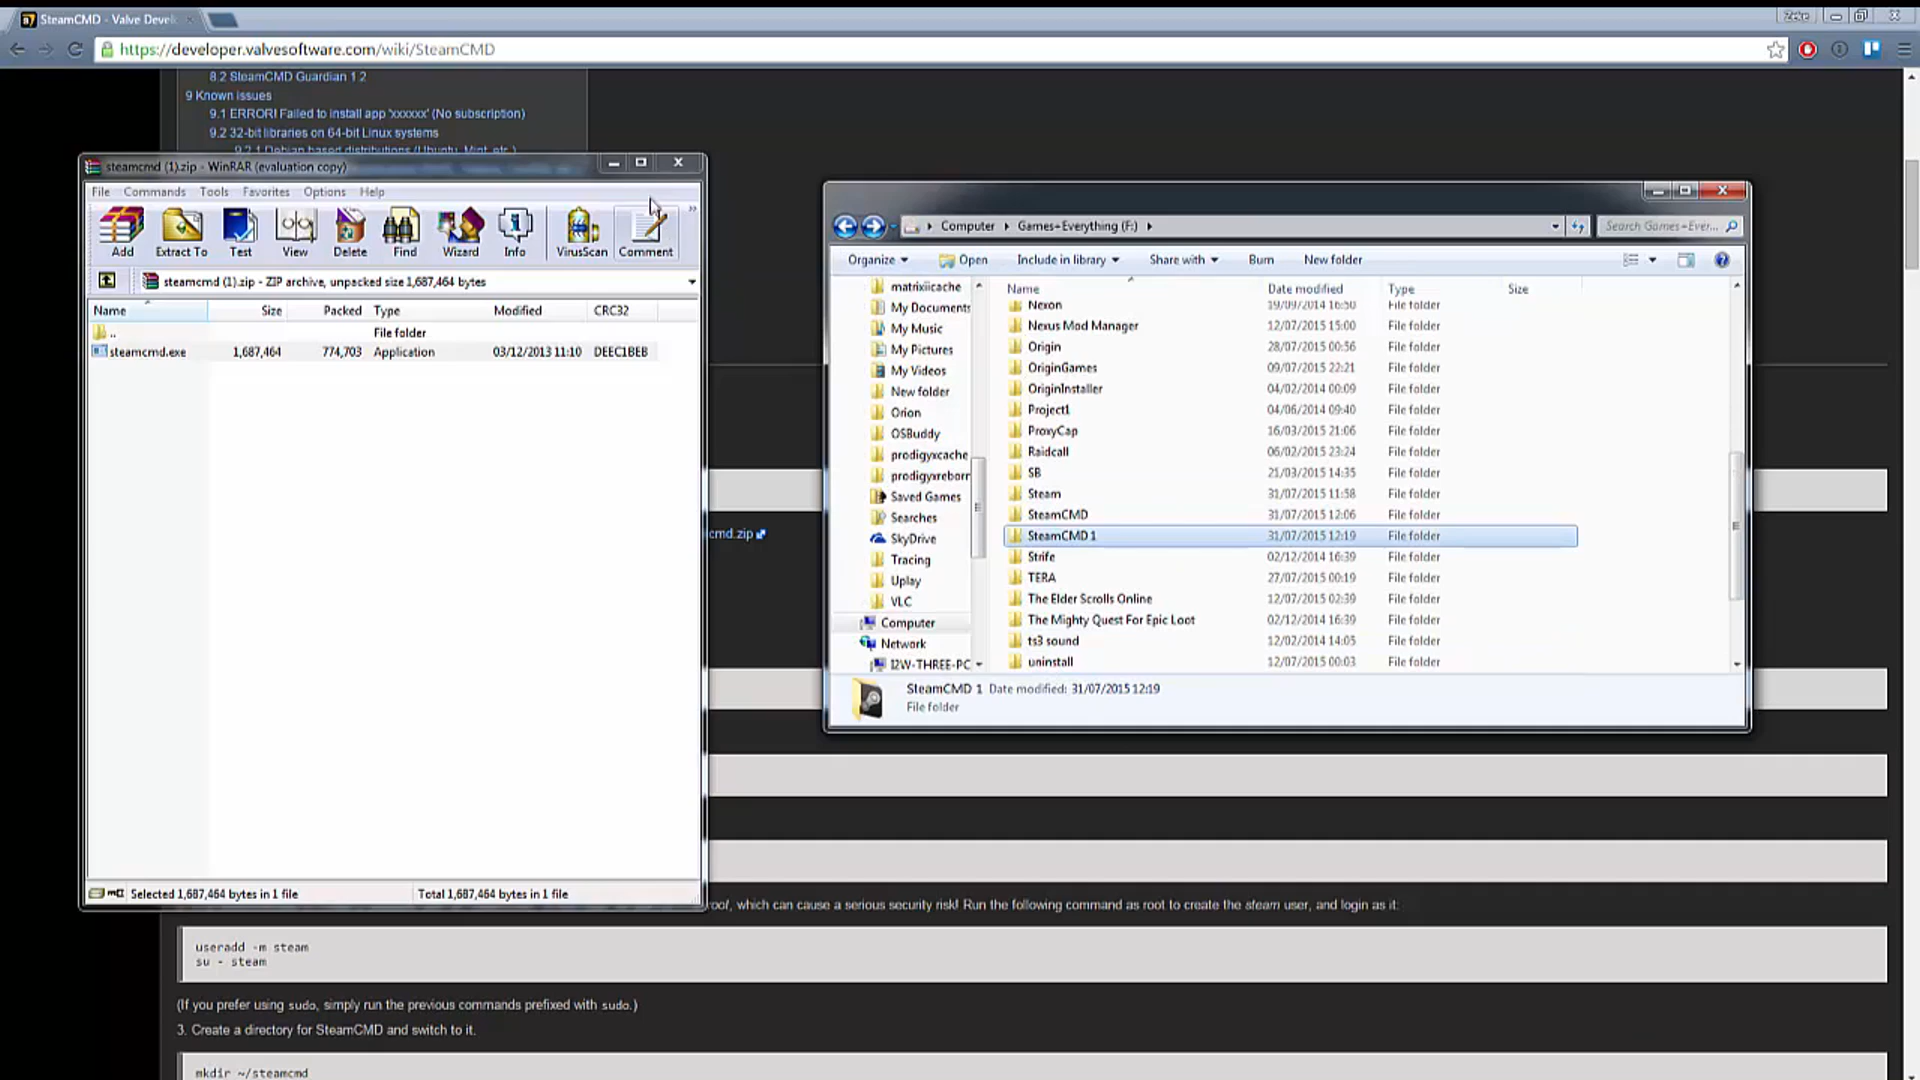 SteamCMD - Valve Devel
https://developer.valvesoftware.com/wiki/SteamCMD
8.2 SteamCMD Guardian 1.2
9 Known issues
9.1 ERROR! Failed to install app 'xxxxxx' (No subscription)
9.2 32-bit libraries on 64-bit Linux systems
9.2.1 Debian based distributions (Ubuntu, Mint, etc.)
steamcmd (1).zip - WinRAR (evaluation copy)
File Commands Tools Favorites Options Help
Add Extract To Test View Delete Find Wizard Info VirusScan Comment
steamcmd (1).zip - ZIP archive, unpacked size 1,687,464 bytes
Name Size Packed Type Modified CRC32
.. File folder
steamcmd.exe 1,687,464 774,703 Application 03/12/2013 11:10 DEEC1BEB
Selected 1,687,464 bytes in 1 file Total 1,687,464 bytes in 1 file
Computer Games+Everything (F:) Search Games+Ever...
Organize Open Include in library Share with Burn New folder
matrixiicache
My Documents
My Music
My Pictures
My Videos
New folder
Orion
OSBuddy
prodigyxcache
prodigyxreborn
Saved Games
Searches
SkyDrive
Tracing
Uplay
VLC
Computer
Network
I2W-THREE-PC
Name Date modified Type Size
Nexon 19/09/2014 16:50 File folder
Nexus Mod Manager 12/07/2015 15:00 File folder
Origin 28/07/2015 00:56 File folder
OriginGames 09/07/2015 22:21 File folder
OriginInstaller 04/02/2014 00:09 File folder
Project1 04/06/2014 09:40 File folder
ProxyCap 16/03/2015 21:06 File folder
Raidcall 06/02/2015 23:24 File folder
SB 21/03/2015 14:35 File folder
Steam 31/07/2015 11:58 File folder
SteamCMD 31/07/2015 12:06 File folder
SteamCMD 1 31/07/2015 12:19 File folder
Strife 02/12/2014 16:39 File folder
TERA 27/07/2015 00:19 File folder
The Elder Scrolls Online 12/07/2015 02:39 File folder
The Mighty Quest For Epic Loot 02/12/2014 16:39 File folder
ts3 sound 12/02/2014 14:05 File folder
uninstall 12/07/2015 00:03 File folder
SteamCMD 1 Date modified: 31/07/2015 12:19
File folder
cmd.zip
oot, which can cause a serious security risk! Run the following command as root to create the steam user, and login as it:
useradd -m steam
su - steam
(If you prefer using sudo, simply run the previous commands prefixed with sudo.)
3. Create a directory for SteamCMD and switch to it.
mkdir ~/steamcmd